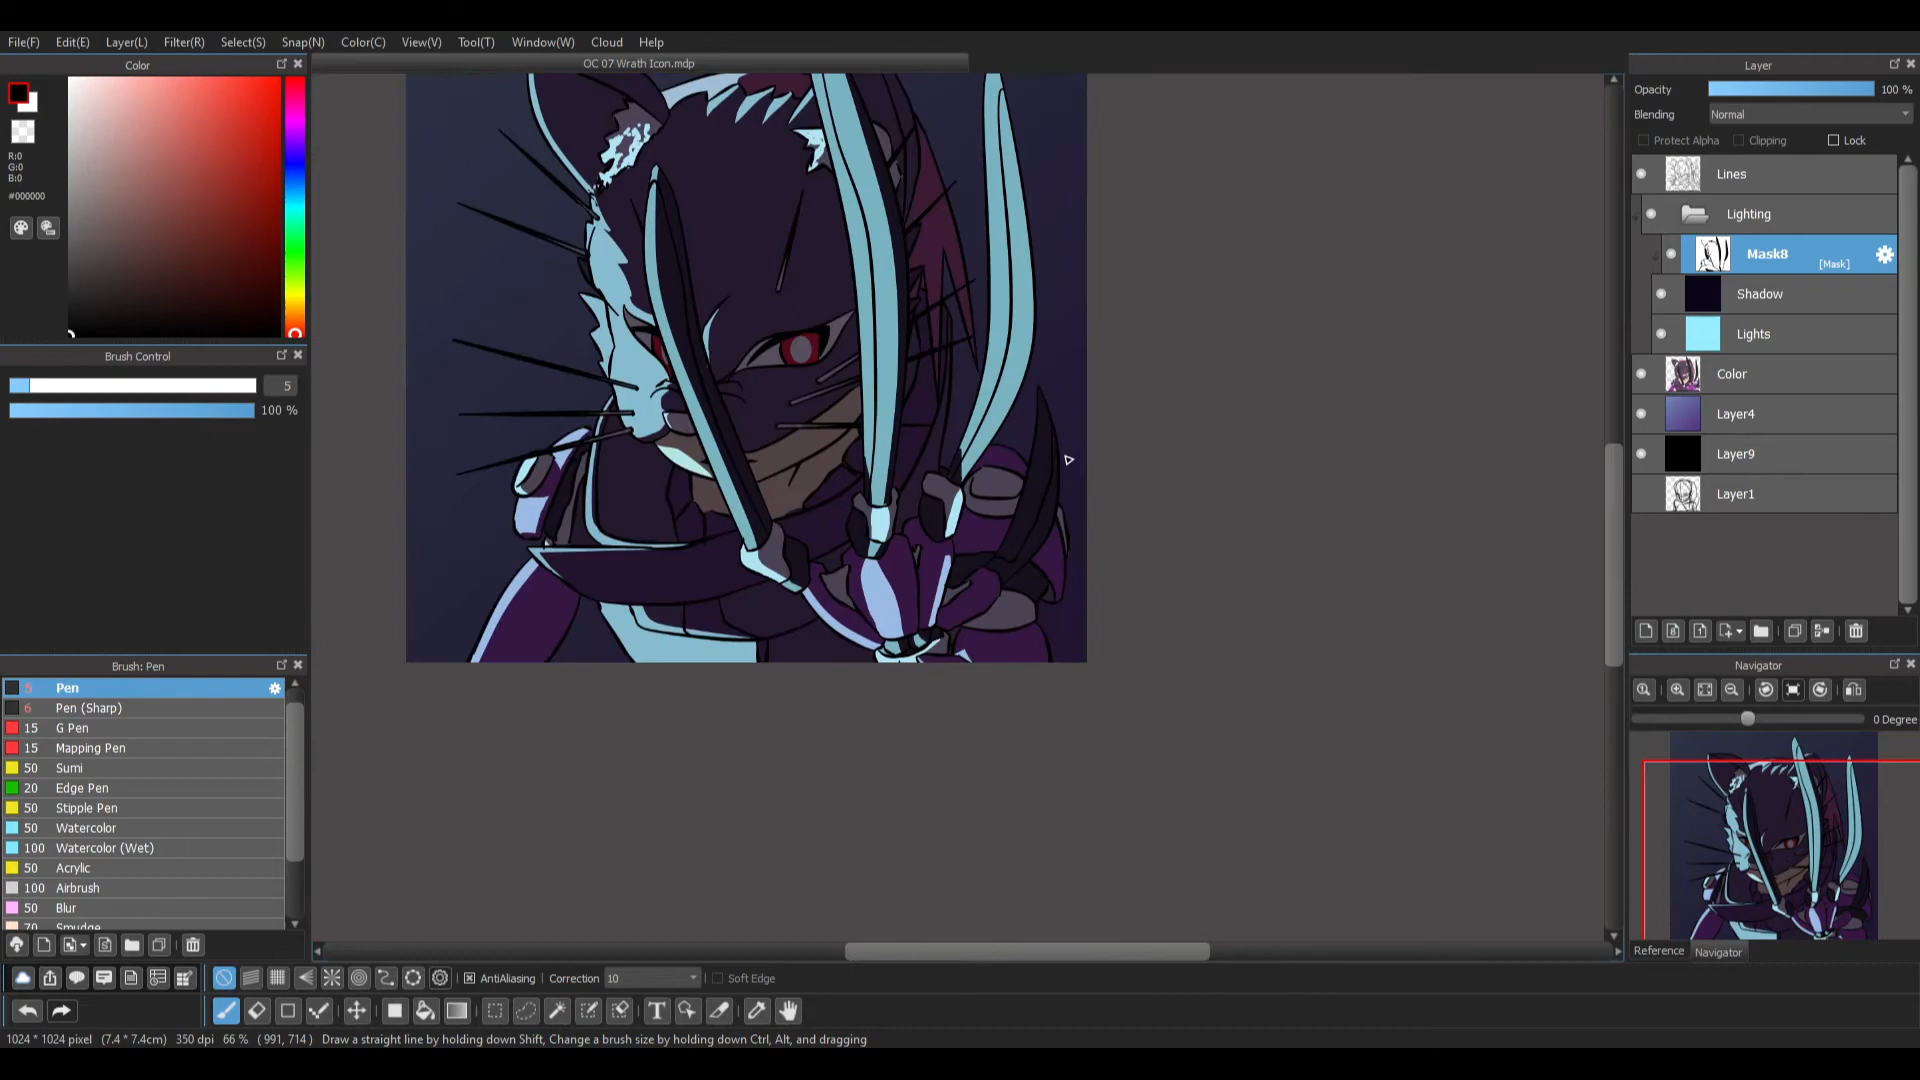 File(F) Edit(E) Layer(L) Filter(R) Select(S) Snap(N) Color(C) View(V) Tool(T) Window(W) Cloud Help
Color
R:0
G:0
B:0
#000000
Brush Control
5
100 %
Brush: Pen
5 Pen
6 Pen (Sharp)
15 G Pen
15 Mapping Pen
50 Sumi
20 Edge Pen
50 Stipple Pen
50 Watercolor
100 Watercolor (Wet)
50 Acrylic
100 Airbrush
50 Blur
70 Smudge
OC 07 Wrath Icon.mdp
Layer
Opacity 100 %
Blending Normal
Protect Alpha Clipping Lock
Lines
Lighting
Mask8
[Mask]
Shadow
Lights
Color
Layer4
Layer9
Layer1
Navigator
0 Degree
Reference Navigator
AntiAliasing Correction 10 Soft Edge
1024 * 1024 pixel (7.4 * 7.4cm) 350 dpi 66 % ( 991, 714 ) Draw a straight line by holding down Shift, Change a brush size by holding down Ctrl, Alt, and dragging